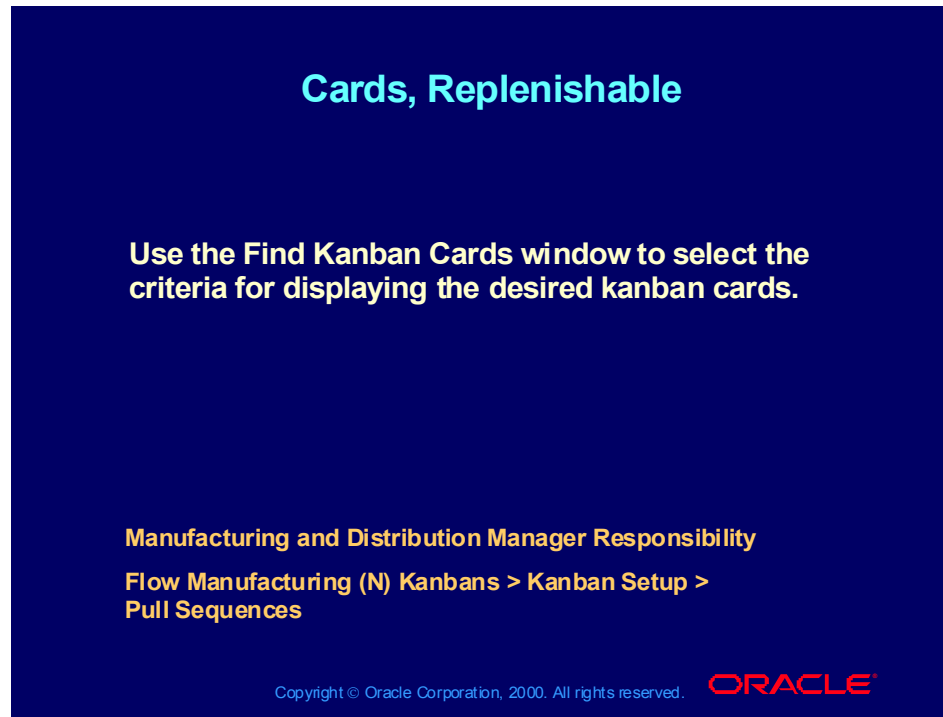 Cards, Replenishable
Use the Find Kanban Cards window to select the
criteria for displaying the desired kanban cards.
Manufacturing and Distribution Manager Responsibility
Flow Manufacturing (N) Kanbans > Kanban Setup >
Pull Sequences
Copyright © Oracle Corporation, 2000. All rights reserved.
ORACLE®